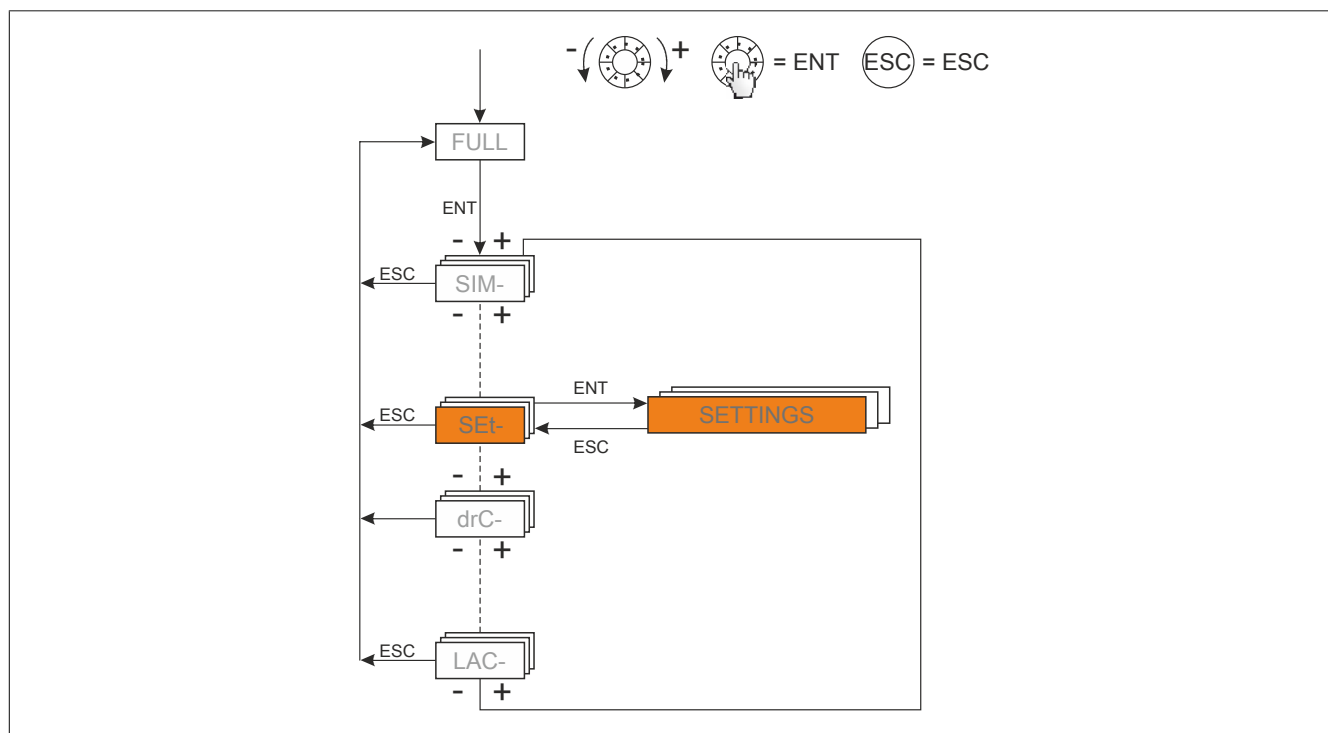 - + = ENT ESC = ESC
FULL
ENT
- +
ESC SIM-
- +
ENT
ESC SEt- SETTINGS
ESC
- +
drC-
- +
ESC LAC-
- +